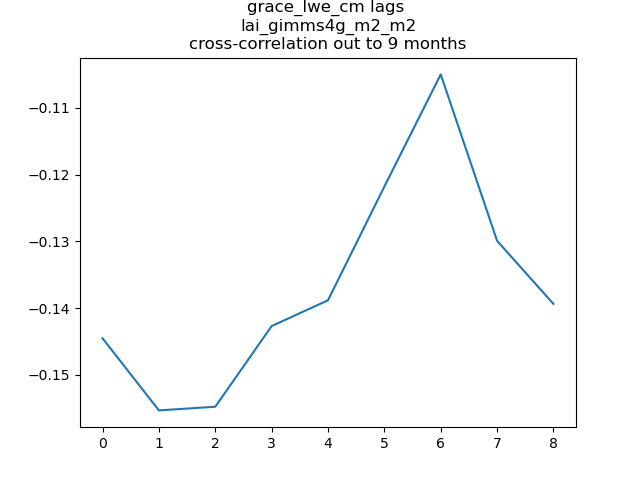 grace_lwe_cm lags
lai_gimms4g_m2_m2
cross-correlation out to 9 months
−0.11
−0.12
−0.13
−0.14
−0.15
0 1 2 3 4 5 6 7 8